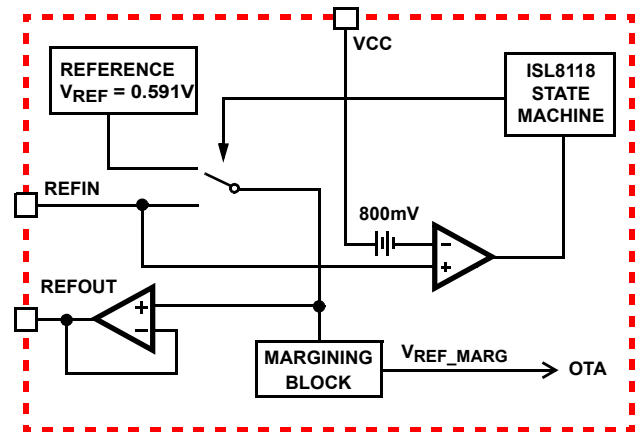 VCC
REFERENCE
VREF = 0.591V
ISL8118
STATE
MACHINE
REFIN
800mV
−
+
REFOUT
+
−
MARGINING
BLOCK
VREF_MARG
OTA